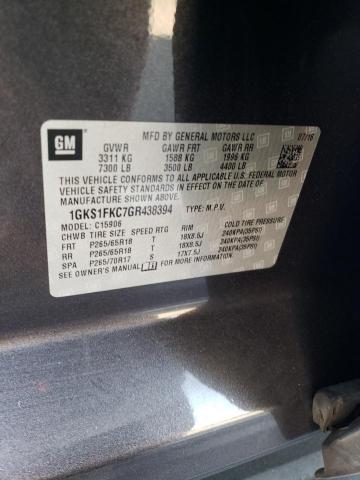 GM
MFD BY GENERAL MOTORS LLC 07/16
GVWR GAWR FRT GAWR RR
3311 KG 1588 KG 1996 KG
7300 LB 3500 LB 4400 LB
THIS VEHICLE CONFORMS TO ALL APPLICABLE U.S. FEDERAL MOTOR
VEHICLE SAFETY, BUMPER, AND THEFT PREVENTION
STANDARDS IN EFFECT ON THE DATE OF MANUFACTURE SHOWN ABOVE.
1GKS1FKC7GR438394 TYPE: M.P.V.
MODEL: C15906
CHWB TIRE SIZE SPEED RTG RIM COLD TIRE PRESSURE
FRT P265/65R18 T 18X8.5J 240KPA(35PSI)
RR P265/65R18 T 18X8.5J 240KPA(35PSI)
SPA P265/70R17 S 17X7.5J 240KPA(35PSI)
SEE OWNER'S MANUAL FOR MORE INFORMATION.